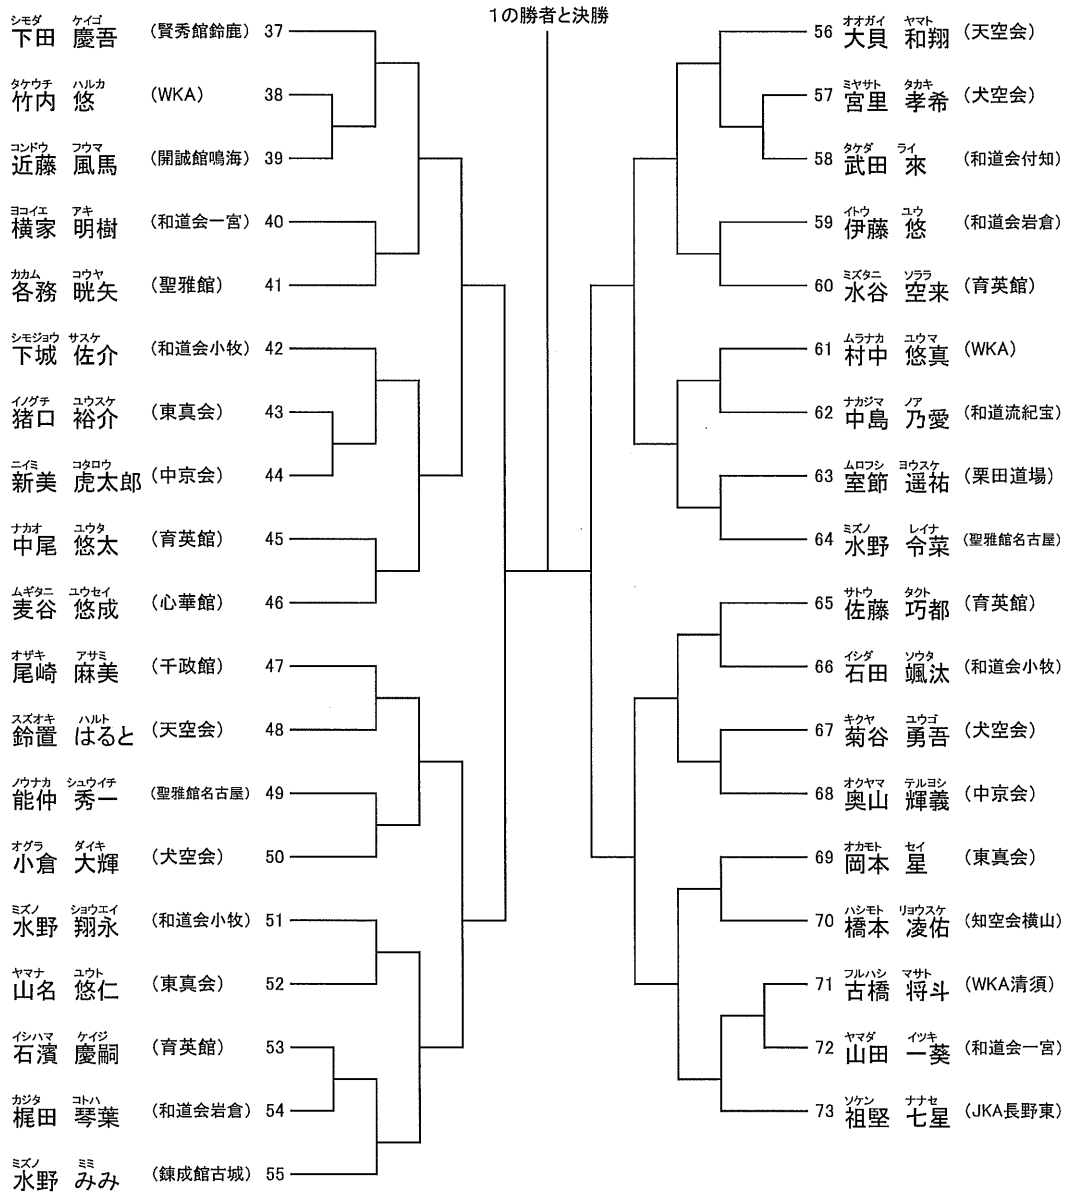 1の勝者と決勝
シモダ ケイゴ
下田 慶吾 (賢秀館鈴鹿) 37
タケウチ ハルカ
竹内 悠 (WKA) 38
コンドウ フウマ
近藤 風馬 (開誠館鳴海) 39
ヨコイエ アキ
横家 明樹 (和道会一宮) 40
カカム コウヤ
各務 晄矢 (聖雅館) 41
シモジョウ サスケ
下城 佐介 (和道会小牧) 42
イノグチ ユウスケ
猪口 裕介 (東真会) 43
ニイミ コタロウ
新美 虎太郎 (中京会) 44
ナカオ ユウタ
中尾 悠太 (育英館) 45
ムギタニ ユウセイ
麦谷 悠成 (心華館) 46
オザキ アサミ
尾崎 麻美 (千政館) 47
スズオキ ハルト
鈴置 はると (天空会) 48
ノウナカ シュウイチ
能仲 秀一 (聖雅館名古屋) 49
オグラ ダイキ
小倉 大輝 (犬空会) 50
ミズノ ショウエイ
水野 翔永 (和道会小牧) 51
ヤマナ ユウト
山名 悠仁 (東真会) 52
イシハマ ケイジ
石濱 慶嗣 (育英館) 53
カジタ コトハ
梶田 琴葉 (和道会岩倉) 54
ミズノ ミミ
水野 みみ (錬成館古城) 55
オオガイ ヤマト
56 大貝 和翔 (天空会)
ミヤサト タカキ
57 宮里 孝希 (犬空会)
タケダ ライ
58 武田 來 (和道会付知)
イトウ ユウ
59 伊藤 悠 (和道会岩倉)
ミズタニ ソララ
60 水谷 空来 (育英館)
ムラナカ ユウマ
61 村中 悠真 (WKA)
ナカジマ ノア
62 中島 乃愛 (和道流紀宝)
ムロフシ ヨウスケ
63 室節 遥祐 (栗田道場)
ミズノ レイナ
64 水野 令菜 (聖雅館名古屋)
サトウ タクト
65 佐藤 巧都 (育英館)
イシダ ソウタ
66 石田 颯汰 (和道会小牧)
キクヤ ユウゴ
67 菊谷 勇吾 (犬空会)
オクヤマ テルヨシ
68 奥山 輝義 (中京会)
オカモト セイ
69 岡本 星 (東真会)
ハシモト リョウスケ
70 橋本 凌佑 (知空会横山)
フルハシ マサト
71 古橋 将斗 (WKA清須)
ヤマダ イツキ
72 山田 一葵 (和道会一宮)
ソケン ナナセ
73 祖堅 七星 (JKA長野東)